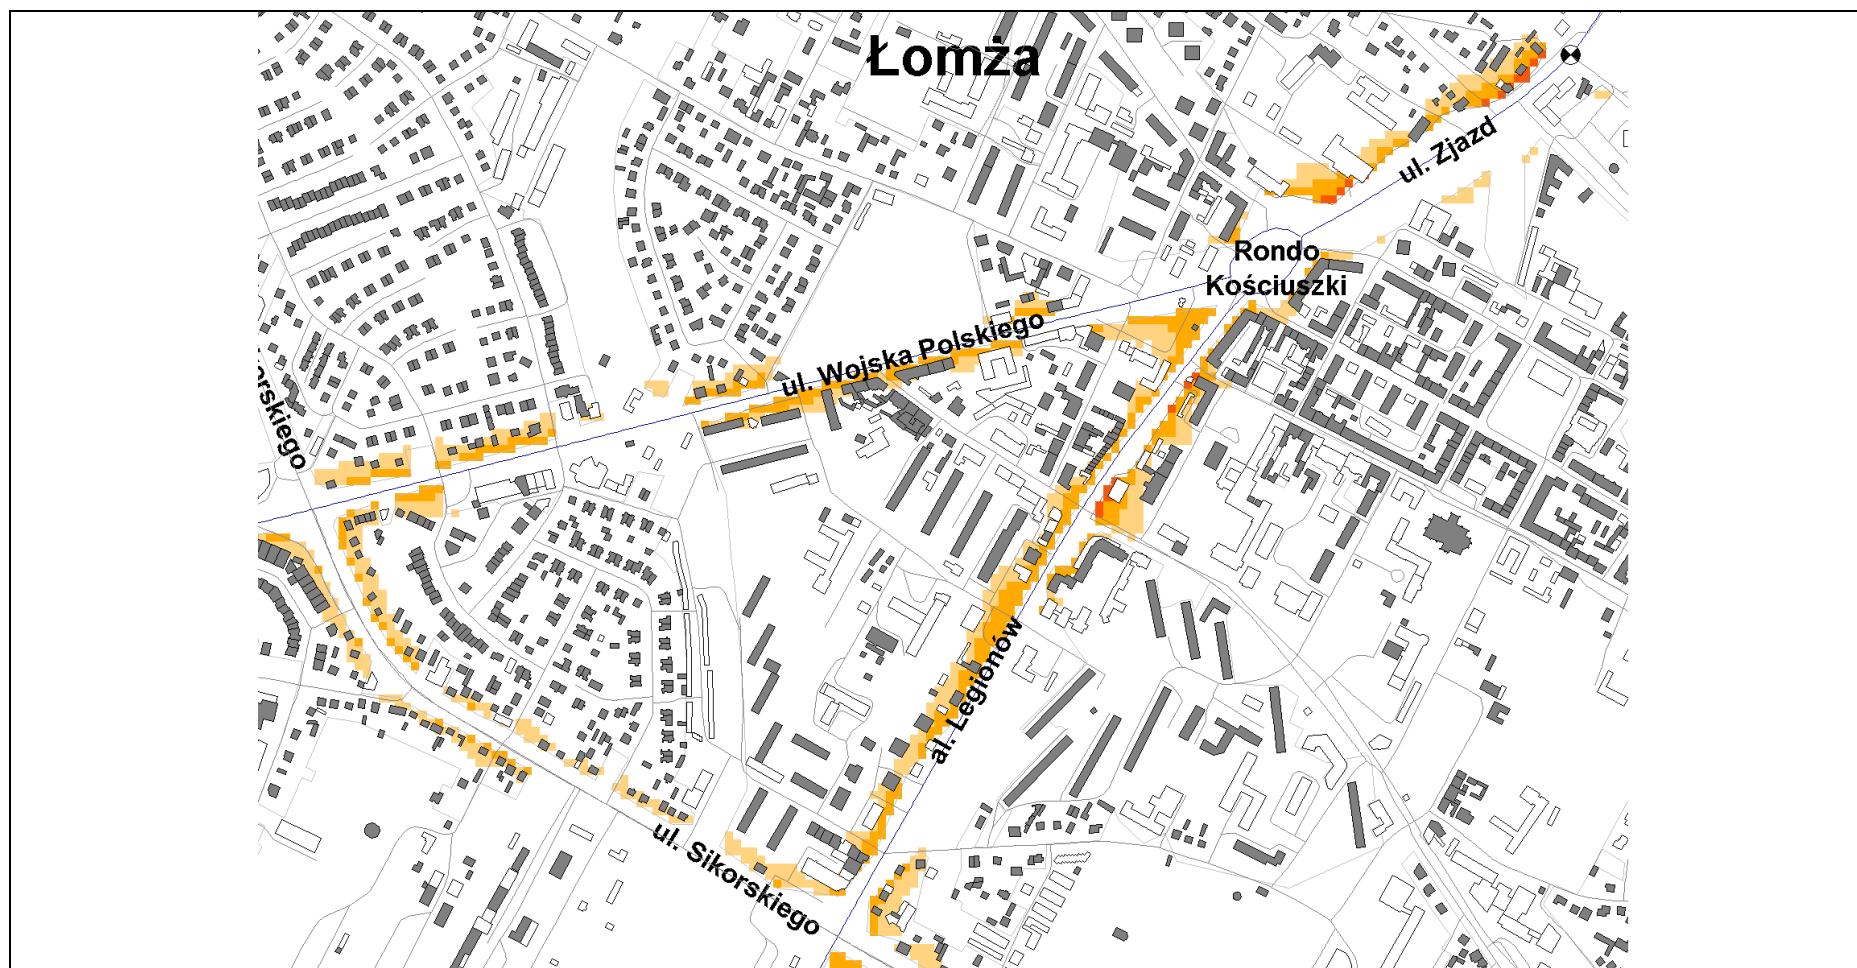 Łomża
ul. Zjazd
Rondo
Kościuszki
ul. Wojska Polskiego
orskiego
al. Legionów
ul. Sikorskiego